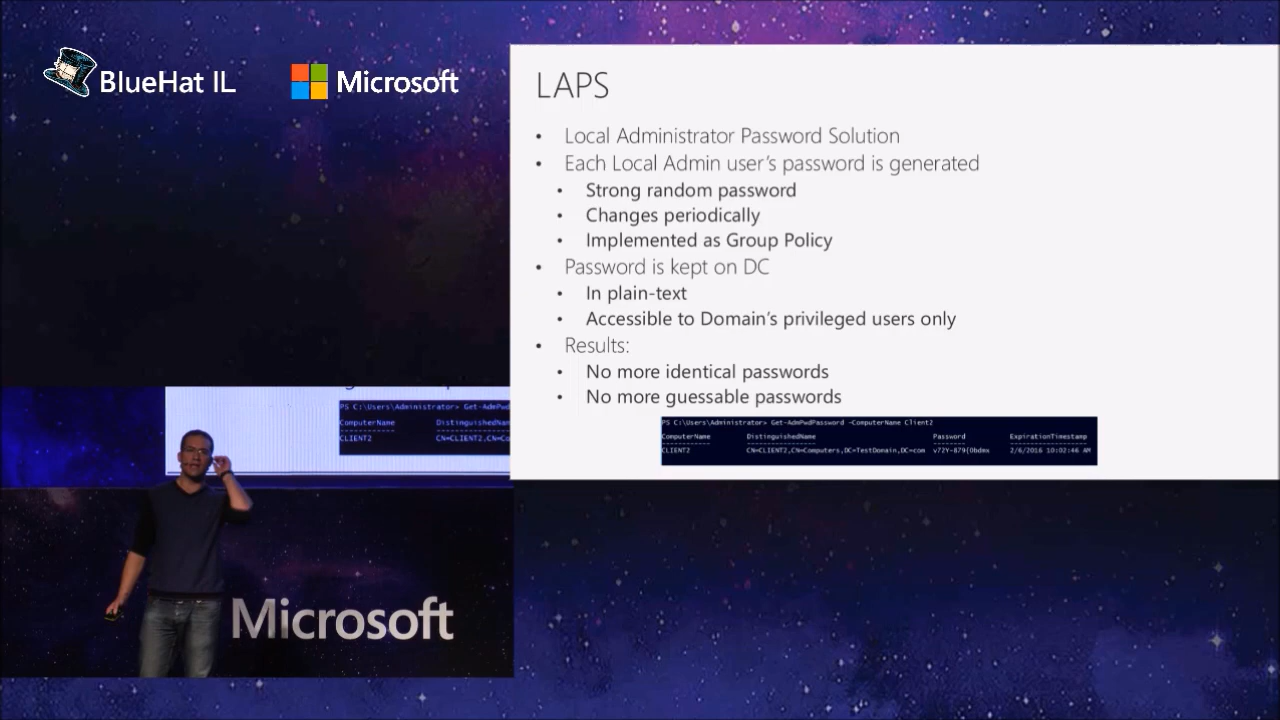 BlueHat IL
Microsoft
LAPS
• Local Administrator Password Solution
• Each Local Admin user's password is generated
• Strong random password
• Changes periodically
• Implemented as Group Policy
• Password is kept on DC
• In plain-text
• Accessible to Domain's privileged users only
• Results:
• No more identical passwords
• No more guessable passwords
PS C:\Users\Administrator> Get-AdmPwdPassword -ComputerName Client2
ComputerName DistinguishedName Password ExpirationTimestamp
CLIENT2 CN=CLIENT2,CN=Computers,DC=TestDomain,DC=com 2/6/2016 10:02:46 AM
PS C:\Users\Administrator> Get-AdmPwd
ComputerName DistinguishedNam
CLIENT2 CN=CLIENT2,CN=Co
Microsoft